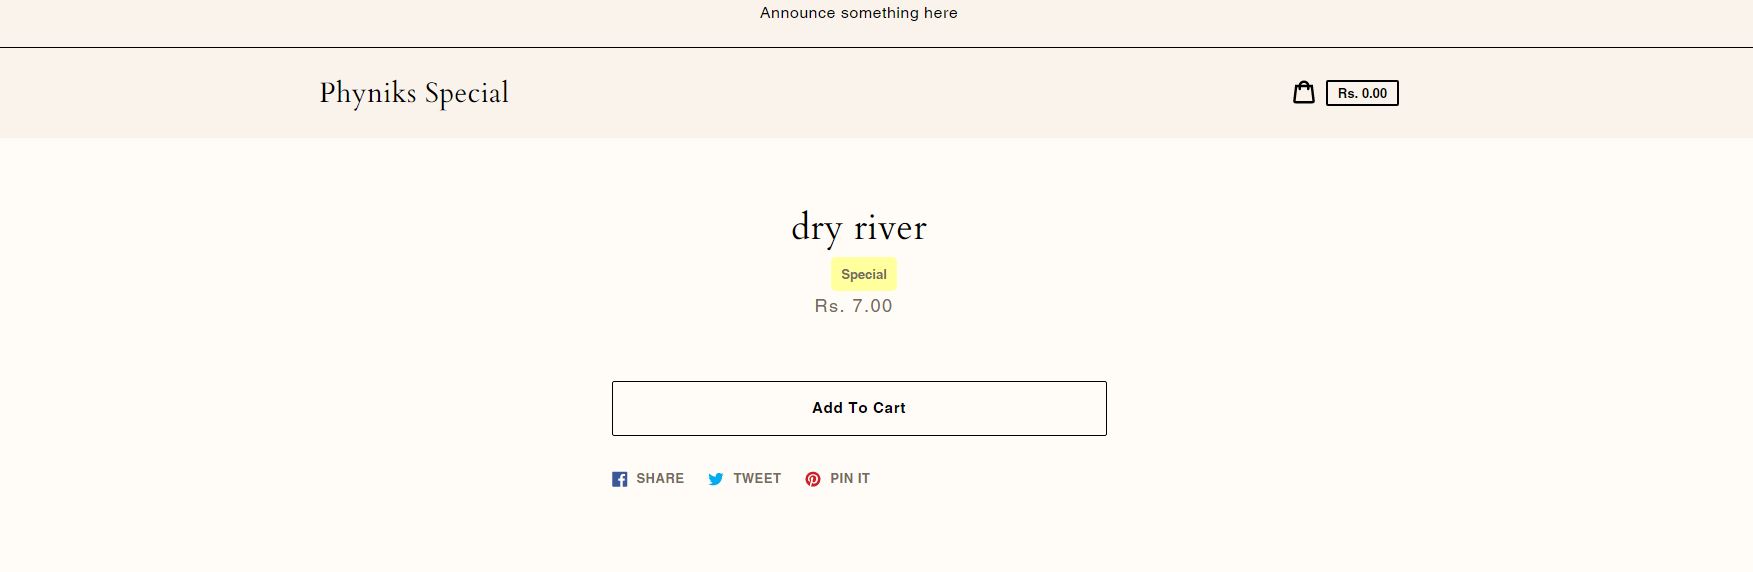 Announce something here
Phyniks Special
Rs. 0.00
dry river
Special
Rs. 7.00
Add To Cart
SHARE TWEET PIN IT